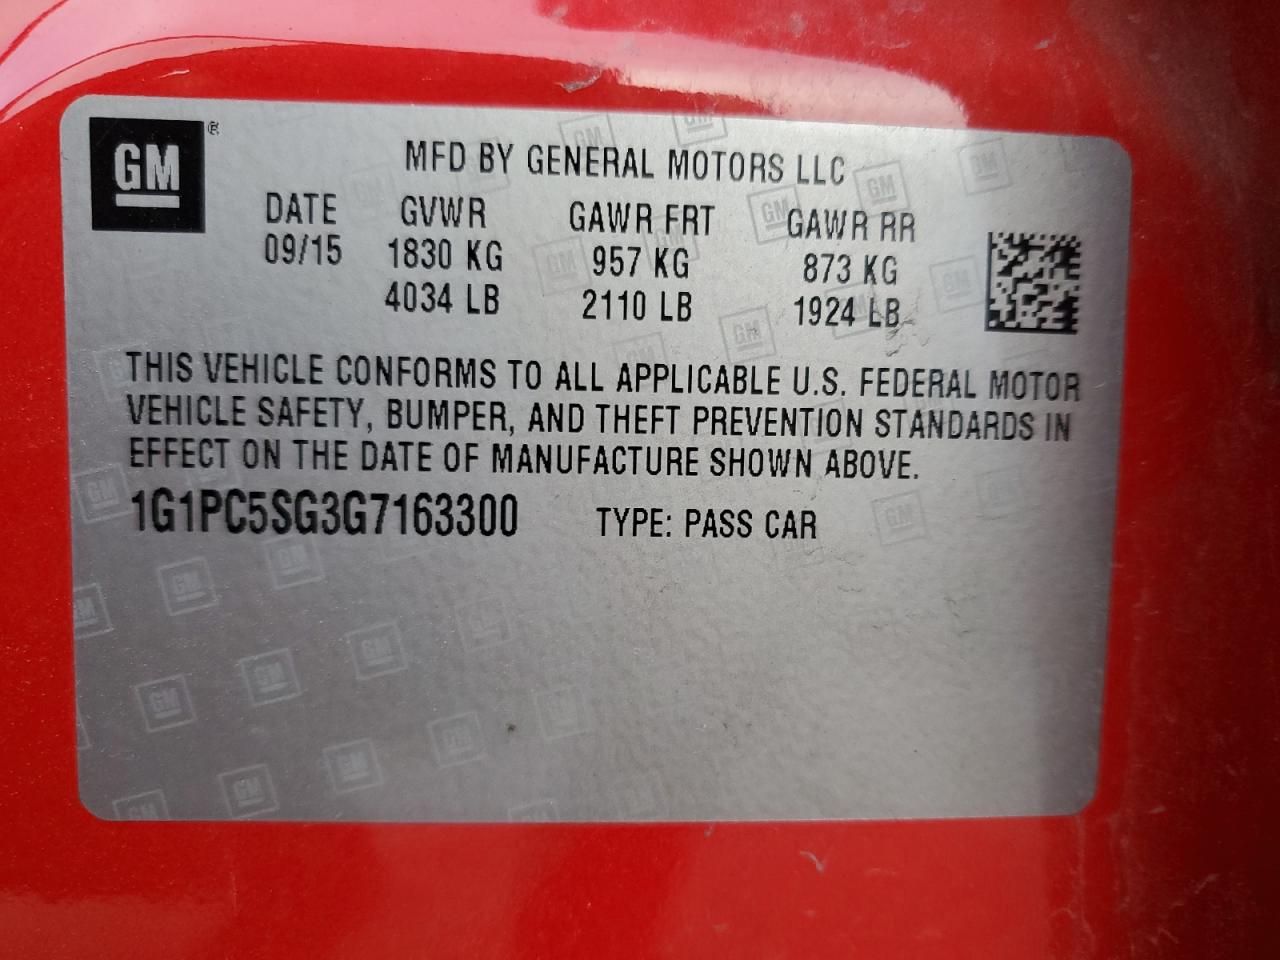 GM®
MFD BY GENERAL MOTORS LLC
DATE GVWR GAWR FRT GAWR RR
09/15 1830 KG 957 KG 873 KG
4034 LB 2110 LB 1924 LB
THIS VEHICLE CONFORMS TO ALL APPLICABLE U.S. FEDERAL MOTOR
VEHICLE SAFETY, BUMPER, AND THEFT PREVENTION STANDARDS IN
EFFECT ON THE DATE OF MANUFACTURE SHOWN ABOVE.
1G1PC5SG3G7163300 TYPE: PASS CAR